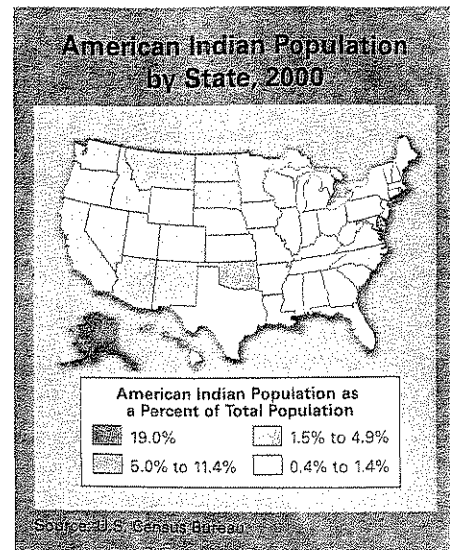 American Indian Population
by State, 2000
American Indian Population as
a Percent of Total Population
19.0%
1.5% to 4.9%
5.0% to 11.4%
0.4% to 1.4%
Source: U.S. Census Bureau